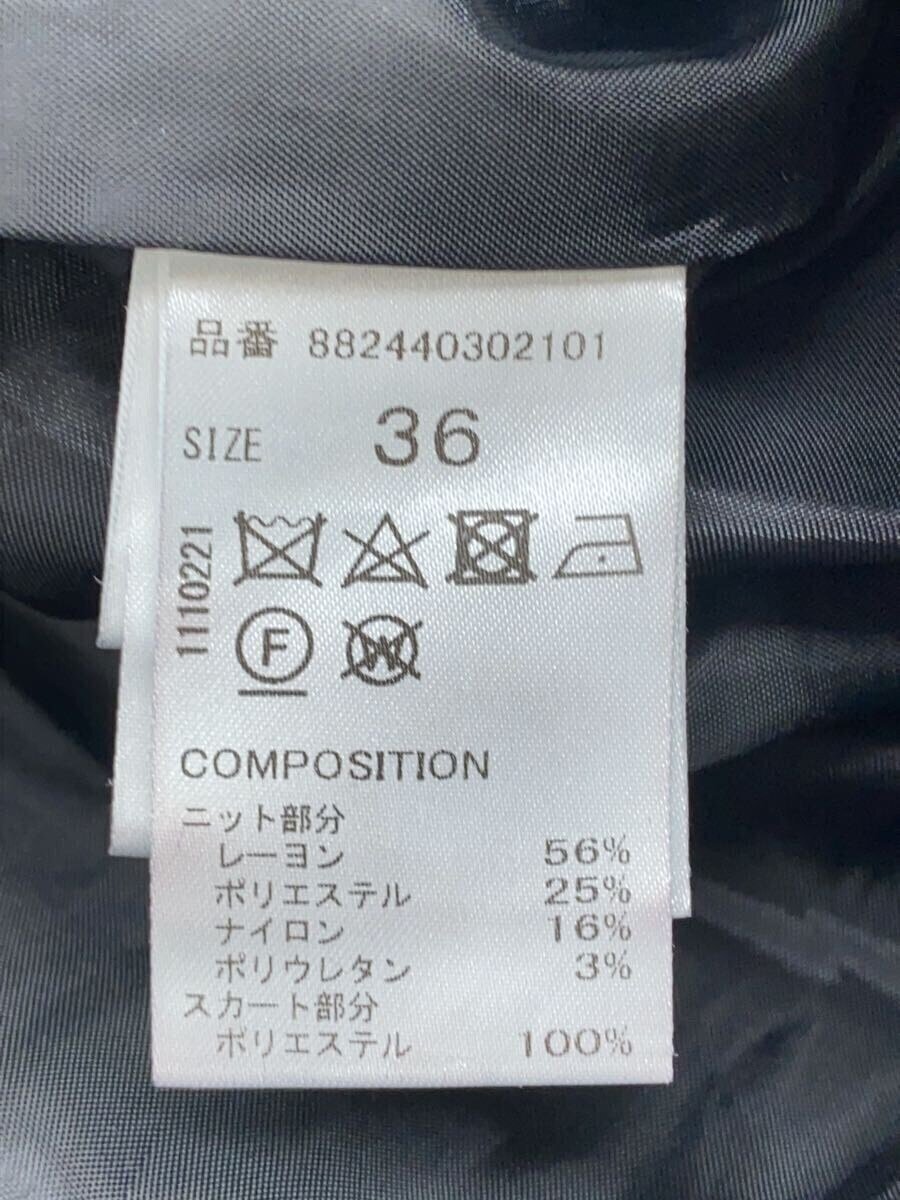 品番 882440302101
SIZE 36
1110221
F W
COMPOSITION
ニット部分
レーヨン 56%
ポリエステル 25%
ナイロン 16%
ポリウレタン 3%
スカート部分
ポリエステル 100%